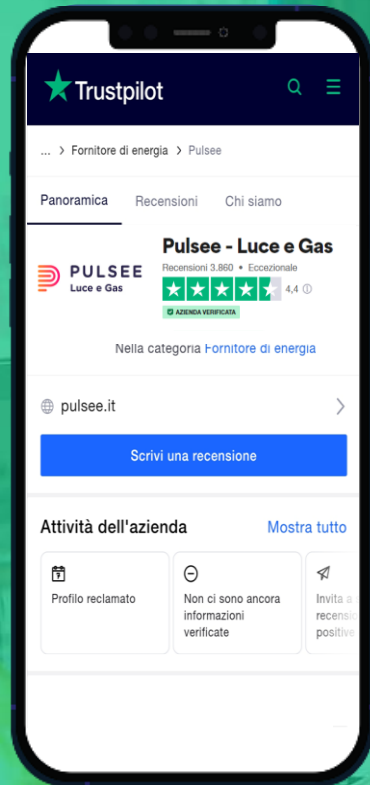 Trustpilot
... > Fornitore di energia > Pulsee
Panoramica Recensioni Chi siamo
Pulsee - Luce e Gas
PULSEE
Luce e Gas
Recensioni 3.860 • Eccezionale
4,4
AZIENDA VERIFICATA
Nella categoria Fornitore di energia
pulsee.it
Scrivi una recensione
Attività dell'azienda Mostra tutto
Profilo reclamato
Non ci sono ancora
informazioni
verificate
Invita a
positive